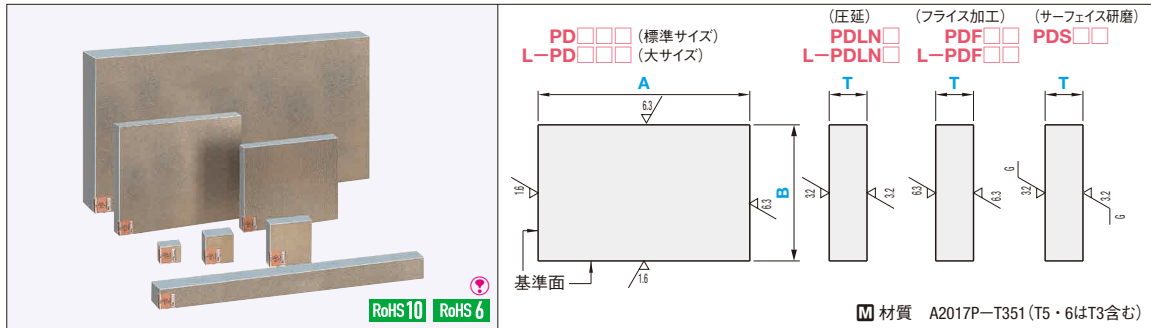 RoHS10 RoHS6
PD□□□ (標準サイズ)
L−PD□□□ (大サイズ)
(圧延)
PDLN□
L−PDLN□
(フライス加工)
PDF□□
L−PDF□□
(サーフェイス研磨)
PDS□□
A
6.3
1.6
B
6.3
1.6
基準面
T
3.2
3.2
T
6.3
6.3
T
G
3.2
3.2
G
M 材質 A2017P−T351(T5・6はT3含む)